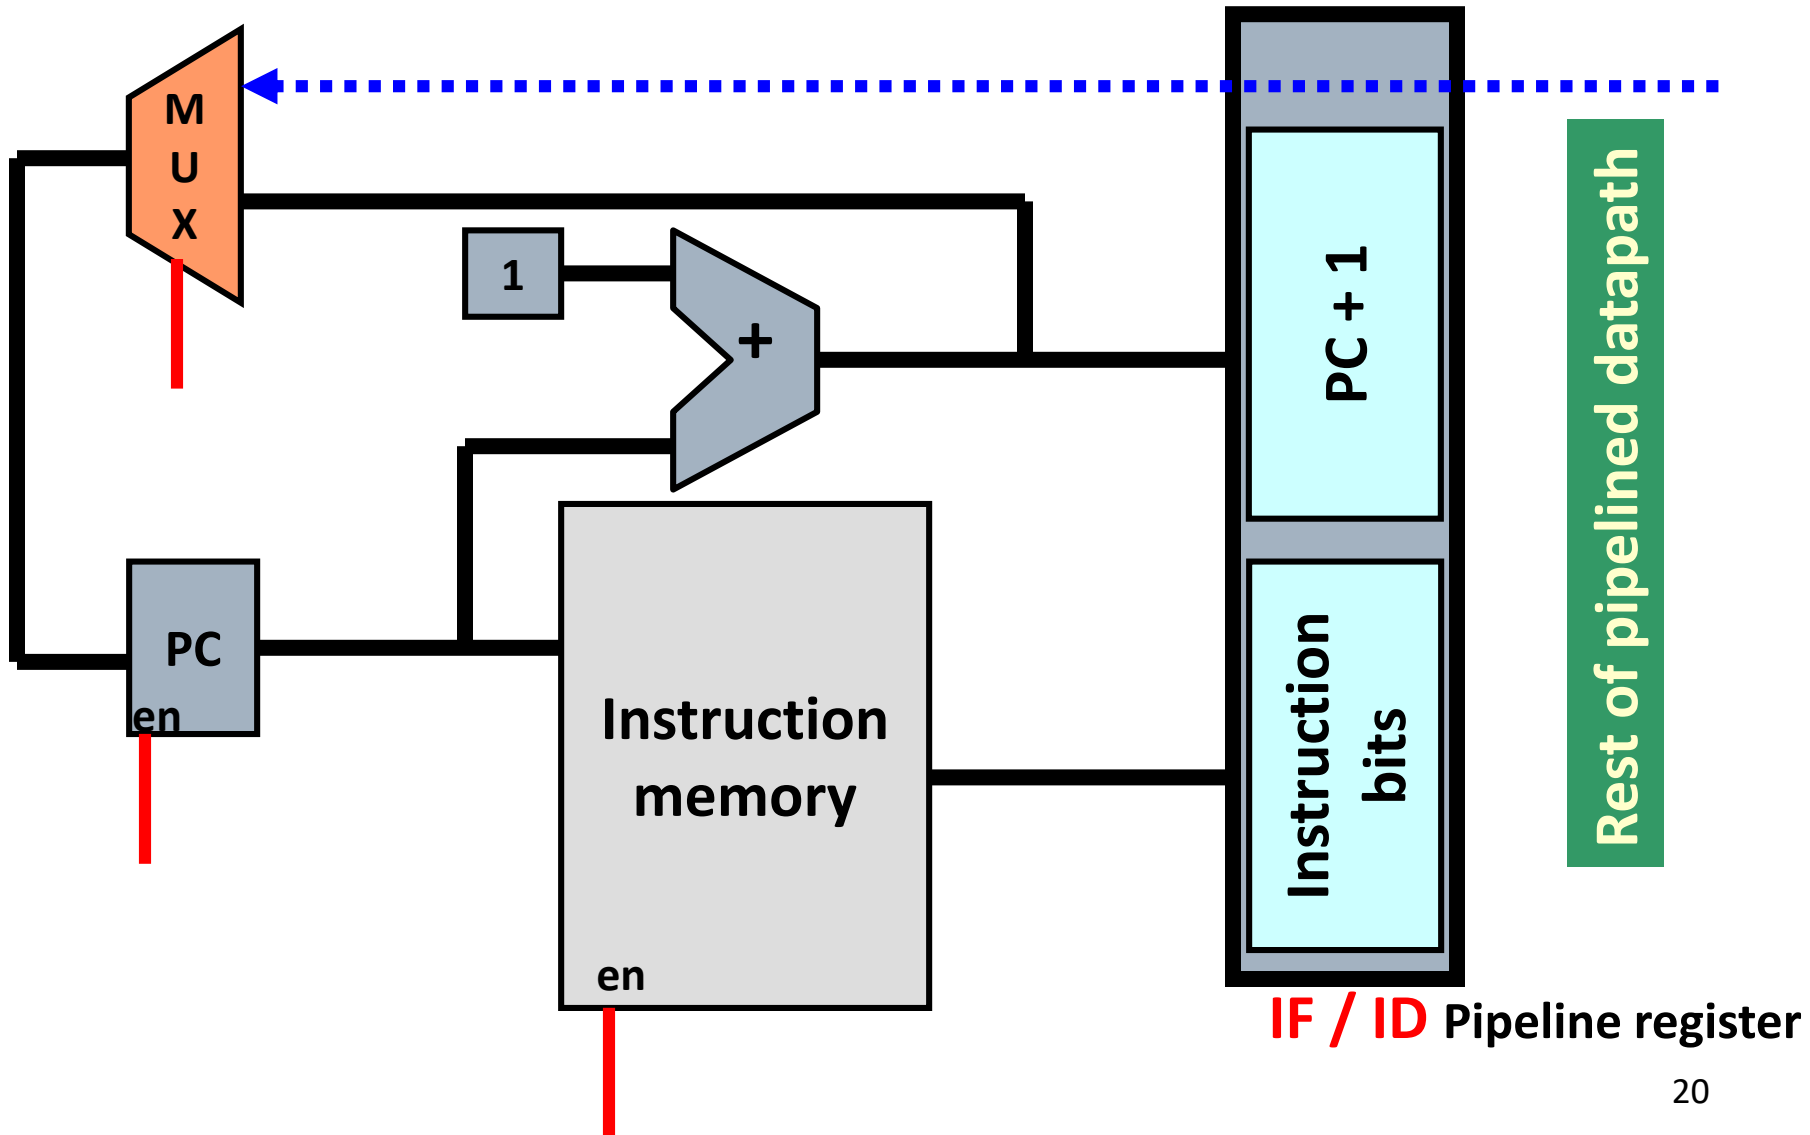 M
U
X
1
+
PC + 1
Rest of pipelined datapath
PC
en
Instruction
memory
en
Instruction
bits
IF / ID Pipeline register
20